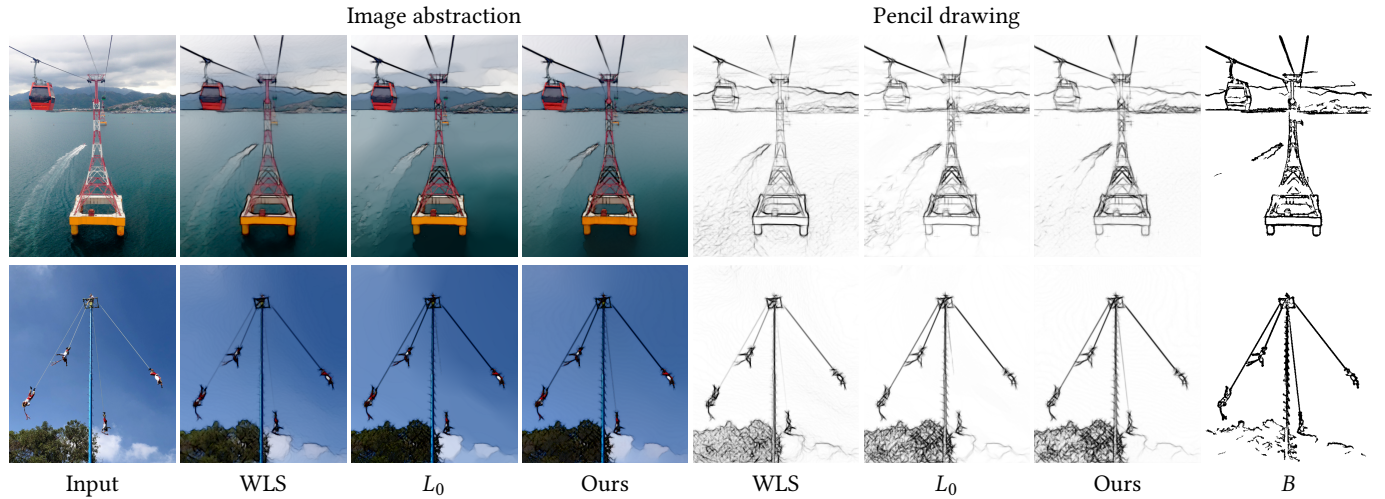 Image abstraction Pencil drawing
Input WLS L₀ Ours WLS L₀ Ours B